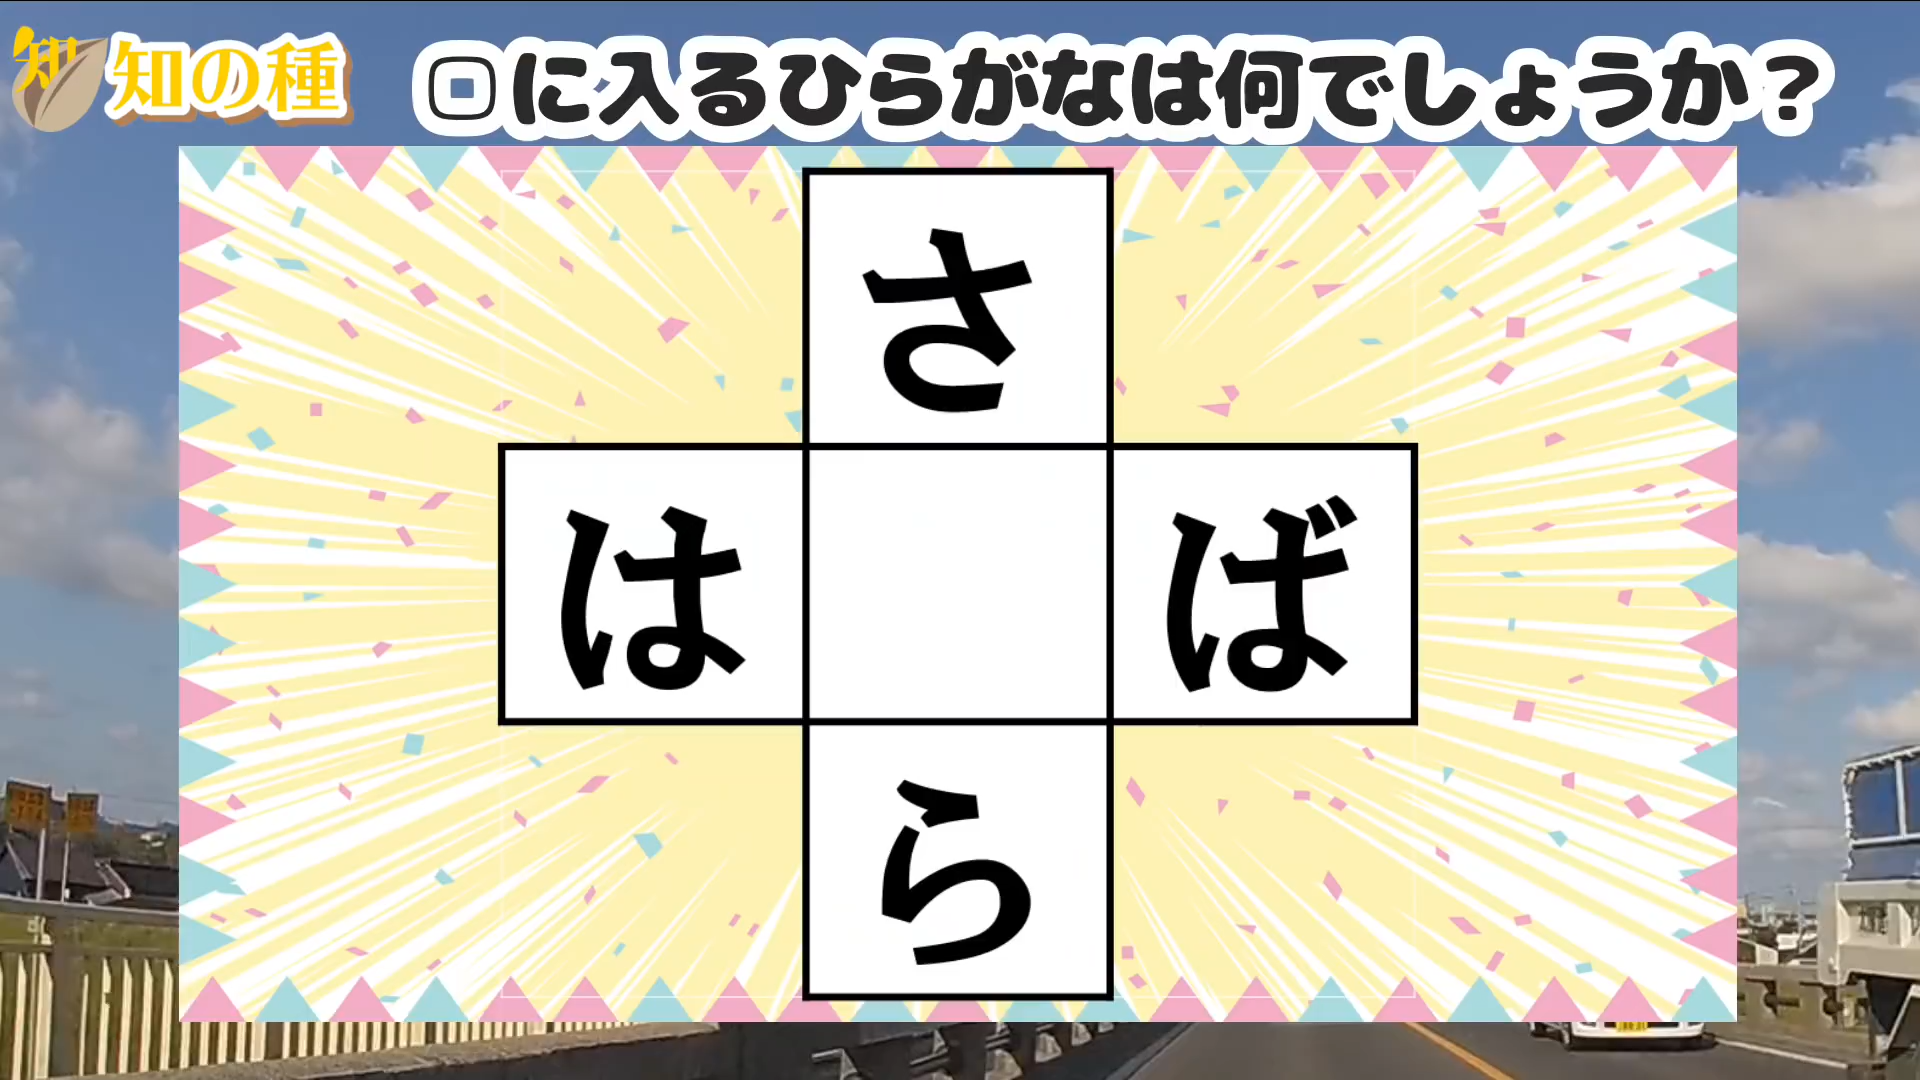 知 知の種 □に入るひらがなは何でしょうか？
さ
は ば
ら